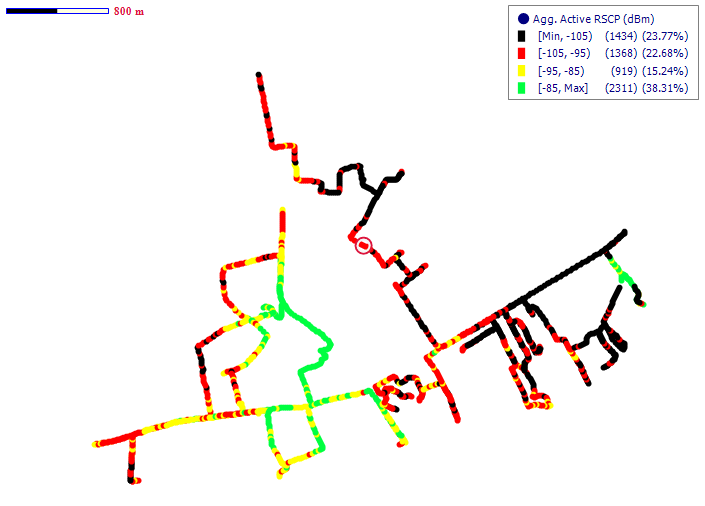 800 m
Agg. Active RSCP (dBm)
[Min, -105) (1434) (23.77%)
[-105, -95) (1368) (22.68%)
[-95, -85) (919) (15.24%)
[-85, Max] (2311) (38.31%)